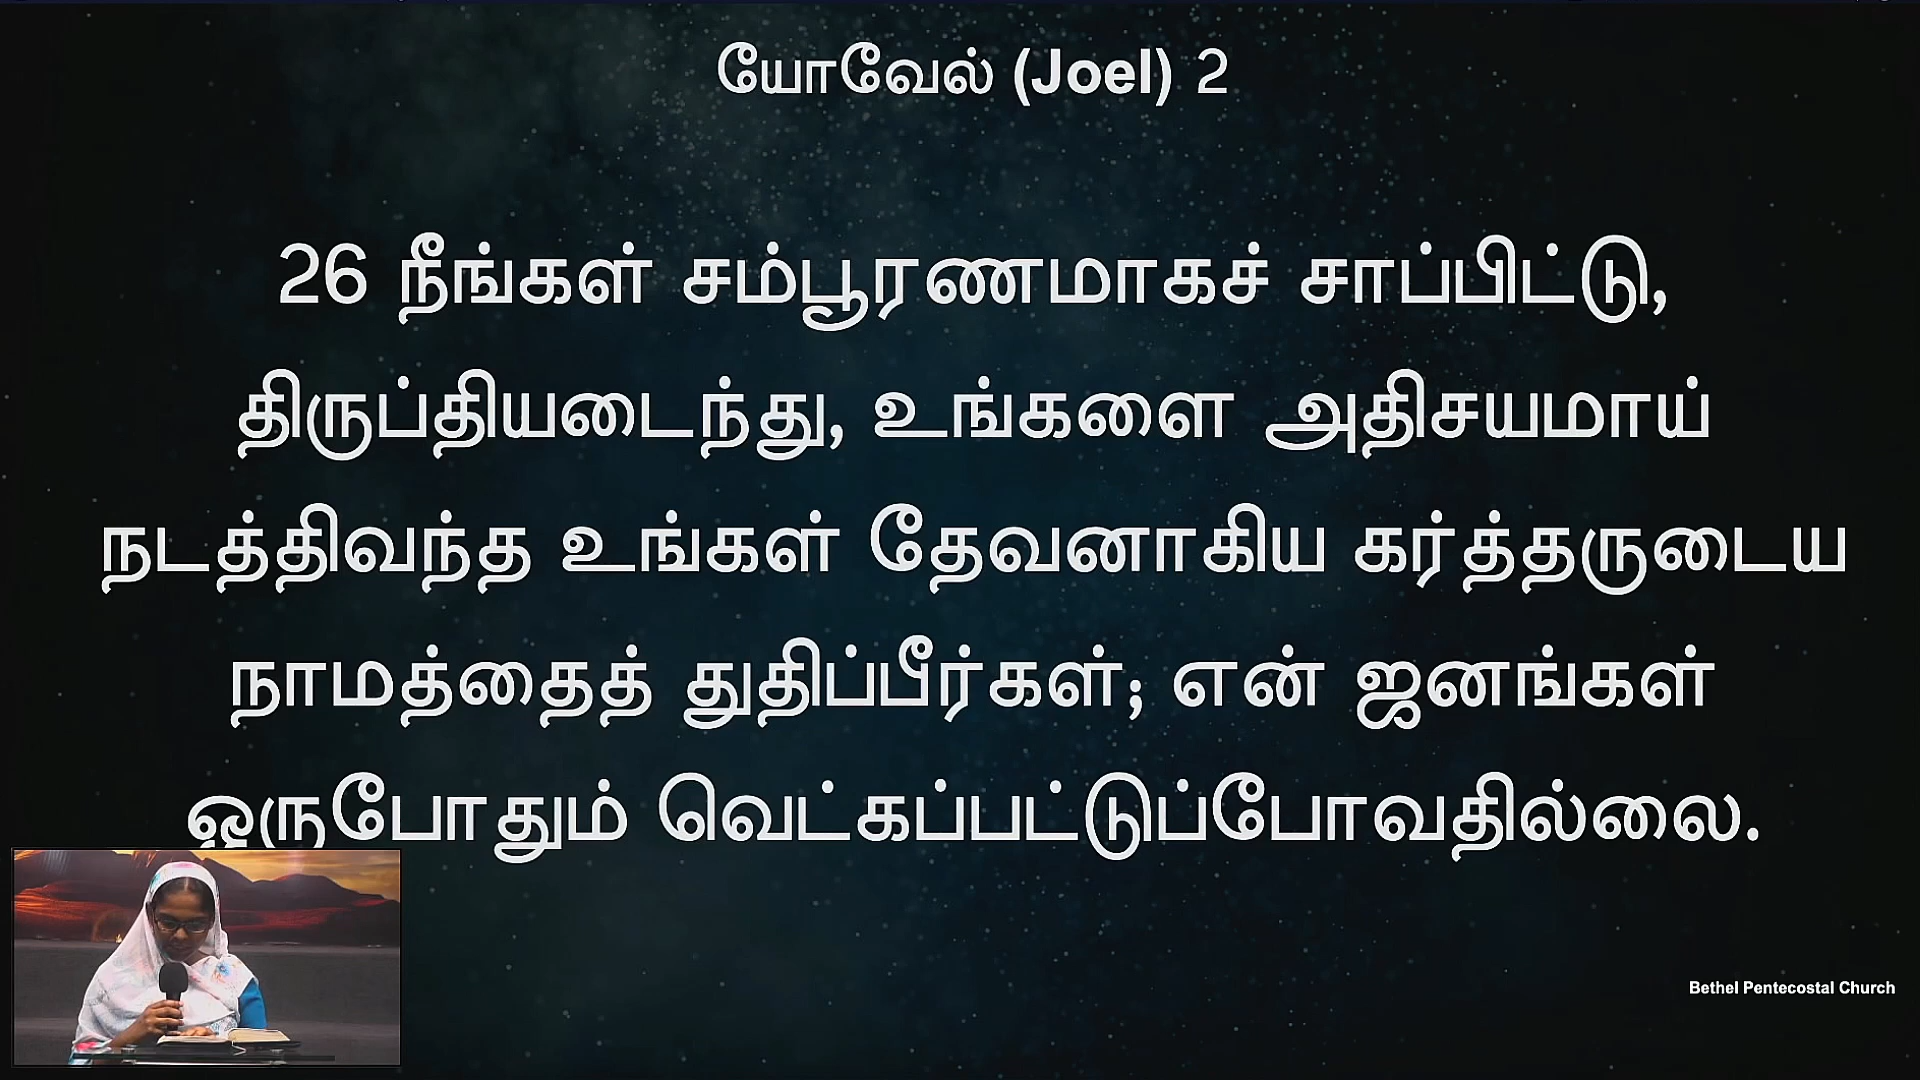 யோவேல் (Joel) 2
26 நீங்கள் சம்பூரணமாகச் சாப்பிட்டு,
திருப்தியடைந்து, உங்களை அதிசயமாய்
நடத்திவந்த உங்கள் தேவனாகிய கர்த்தருடைய
நாமத்தைத் துதிப்பீர்கள்; என் ஜனங்கள்
ஒருபோதும் வெட்கப்பட்டுப்போவதில்லை.
Bethel Pentecostal Church